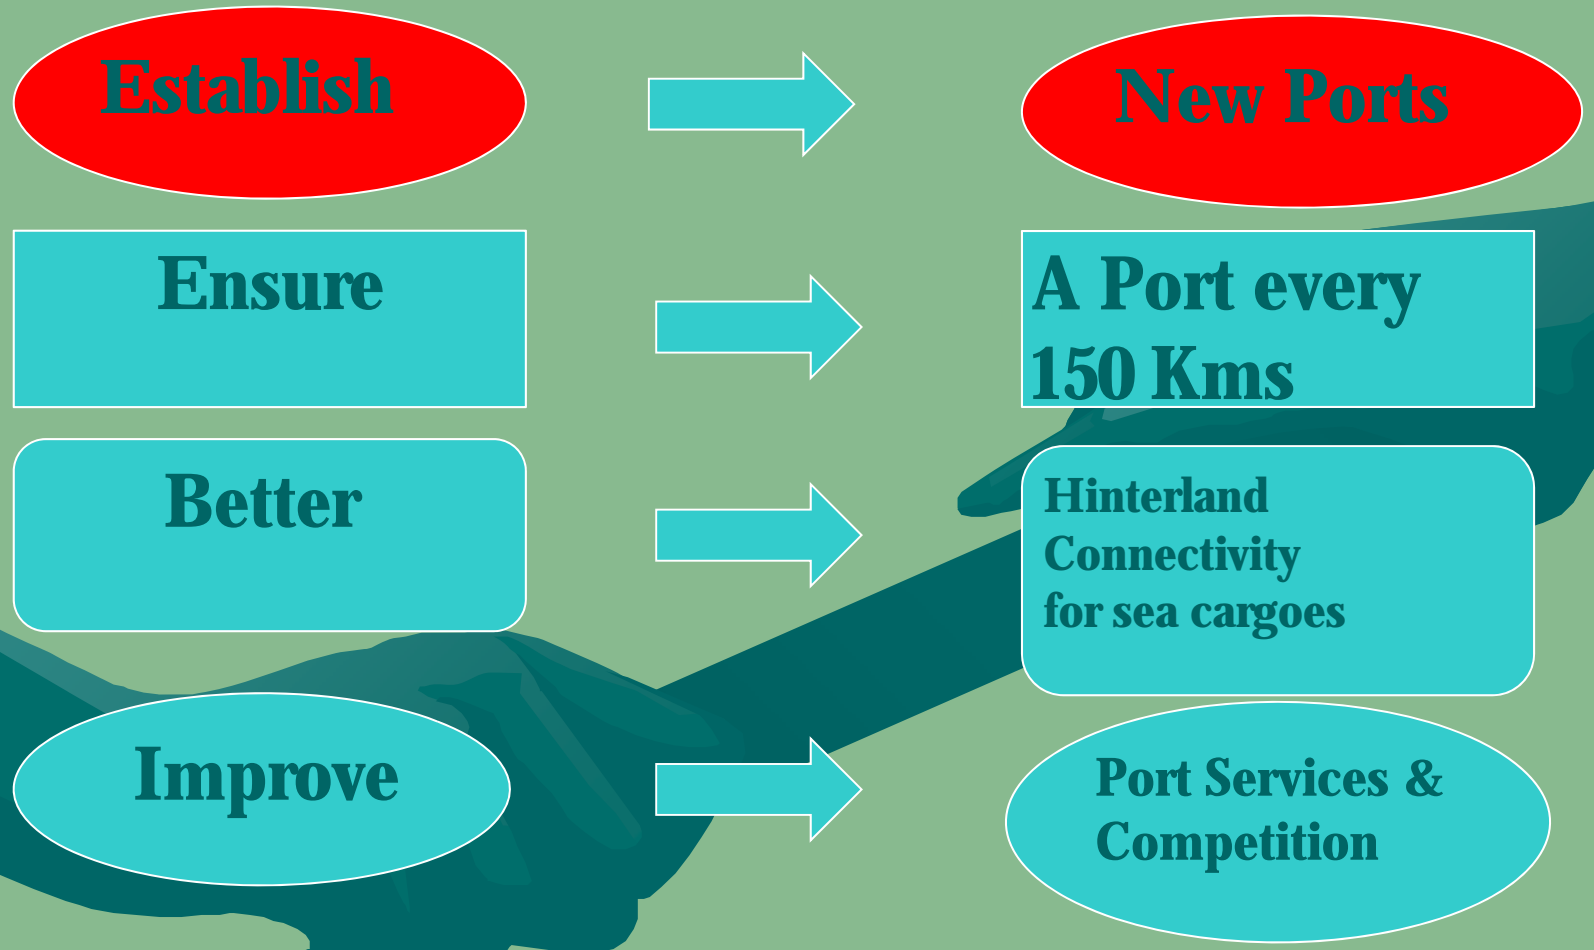 Establish
New Ports
Ensure
A Port every
150 Kms
Better
Hinterland
Connectivity
for sea cargoes
Improve
Port Services &
Competition